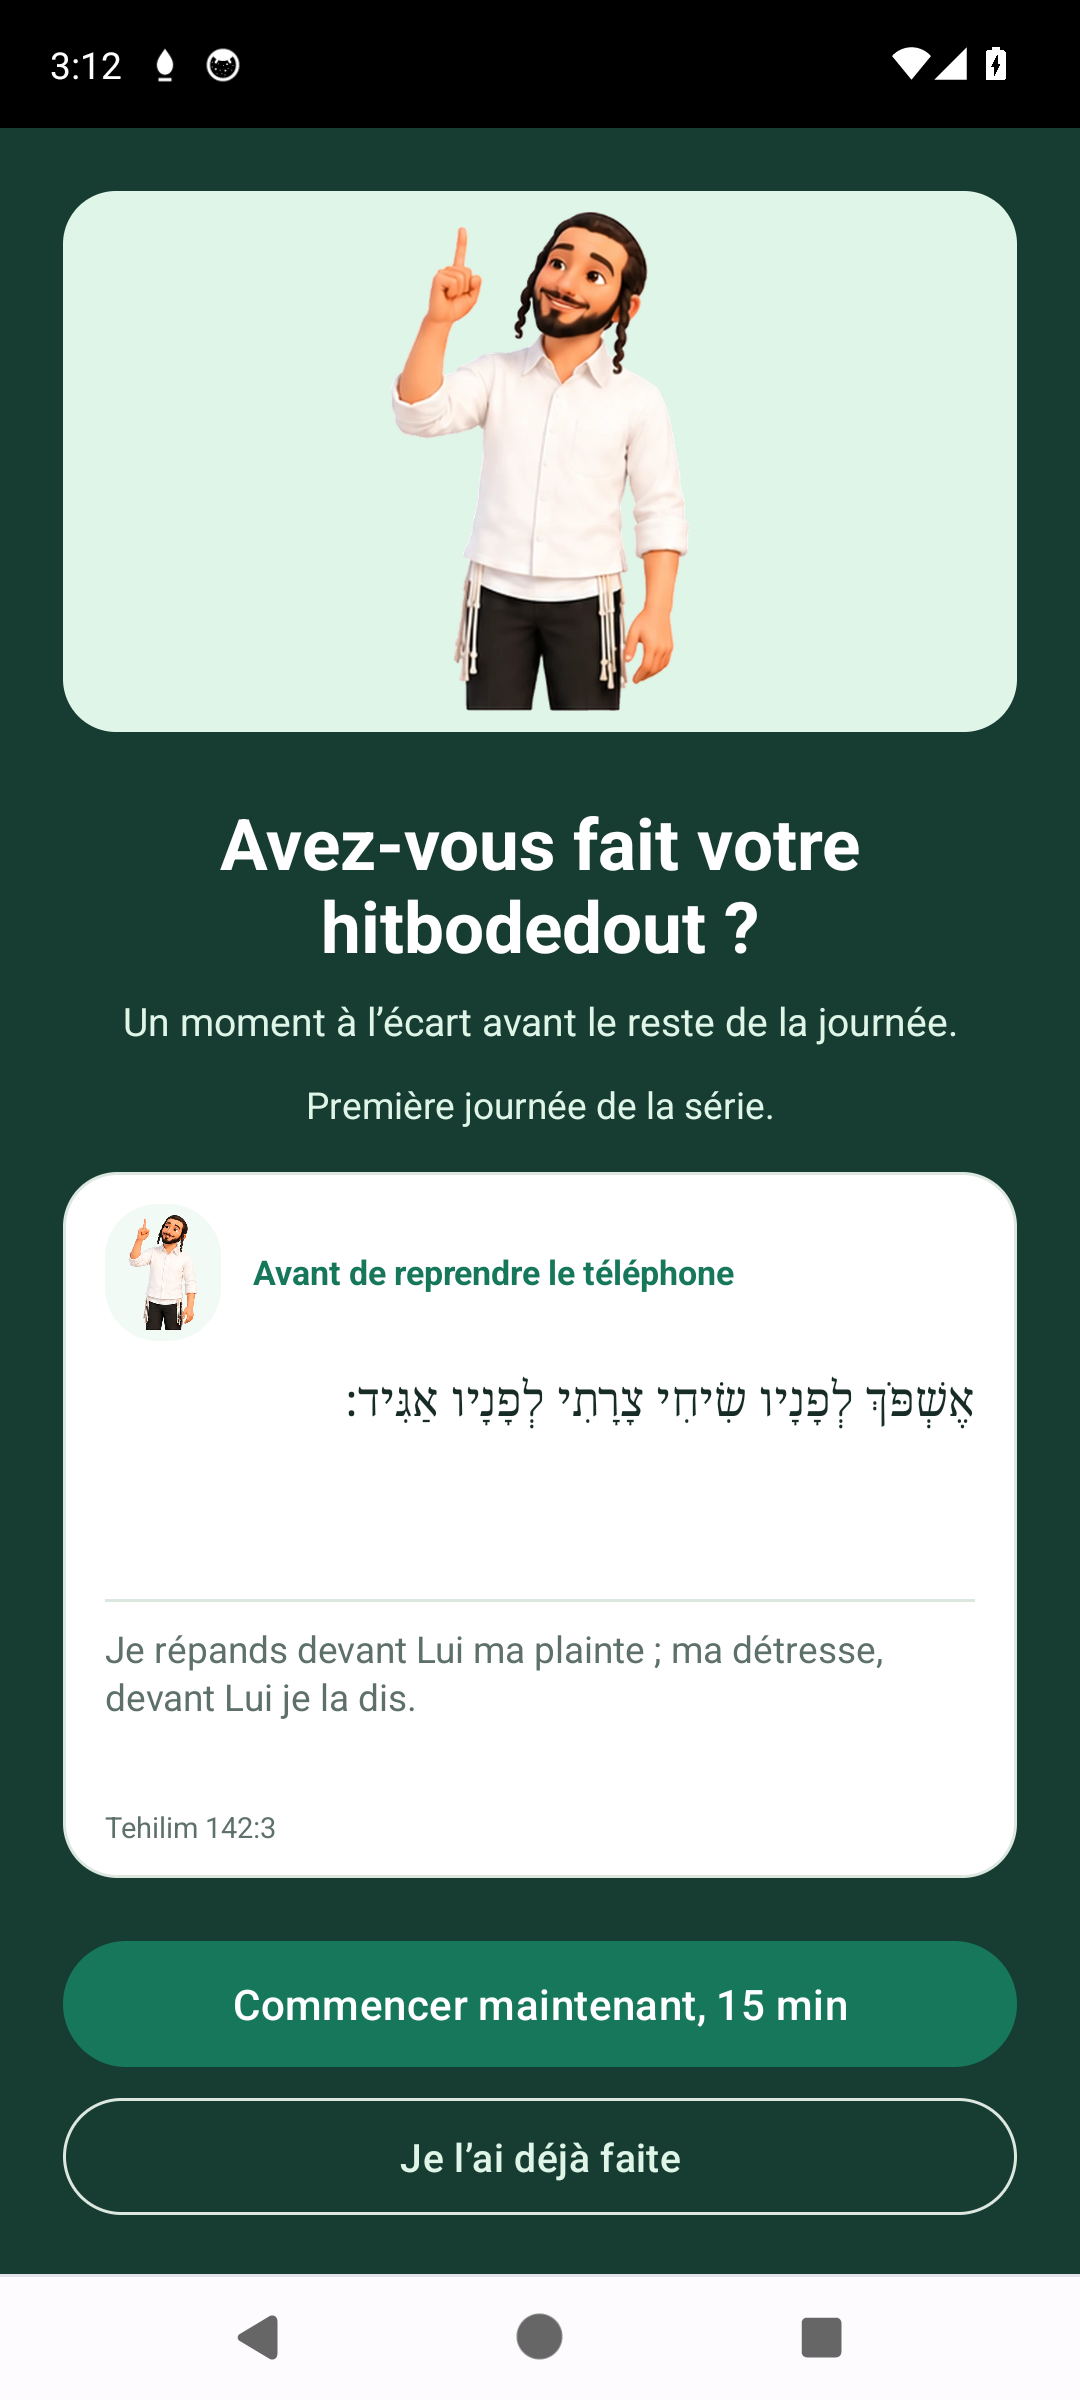 3:12
Avez-vous fait votre
hitbodedout ?
Un moment à l’écart avant le reste de la journée.
Première journée de la série.
Avant de reprendre le téléphone
אֶשְׁפֹּךְ לְפָנָיו שִׂיחִי צָרָתִי לְפָנָיו אַגִּיד׃
Je répands devant Lui ma plainte ; ma détresse,
devant Lui je la dis.
Tehilim 142:3
Commencer maintenant, 15 min
Je l’ai déjà faite